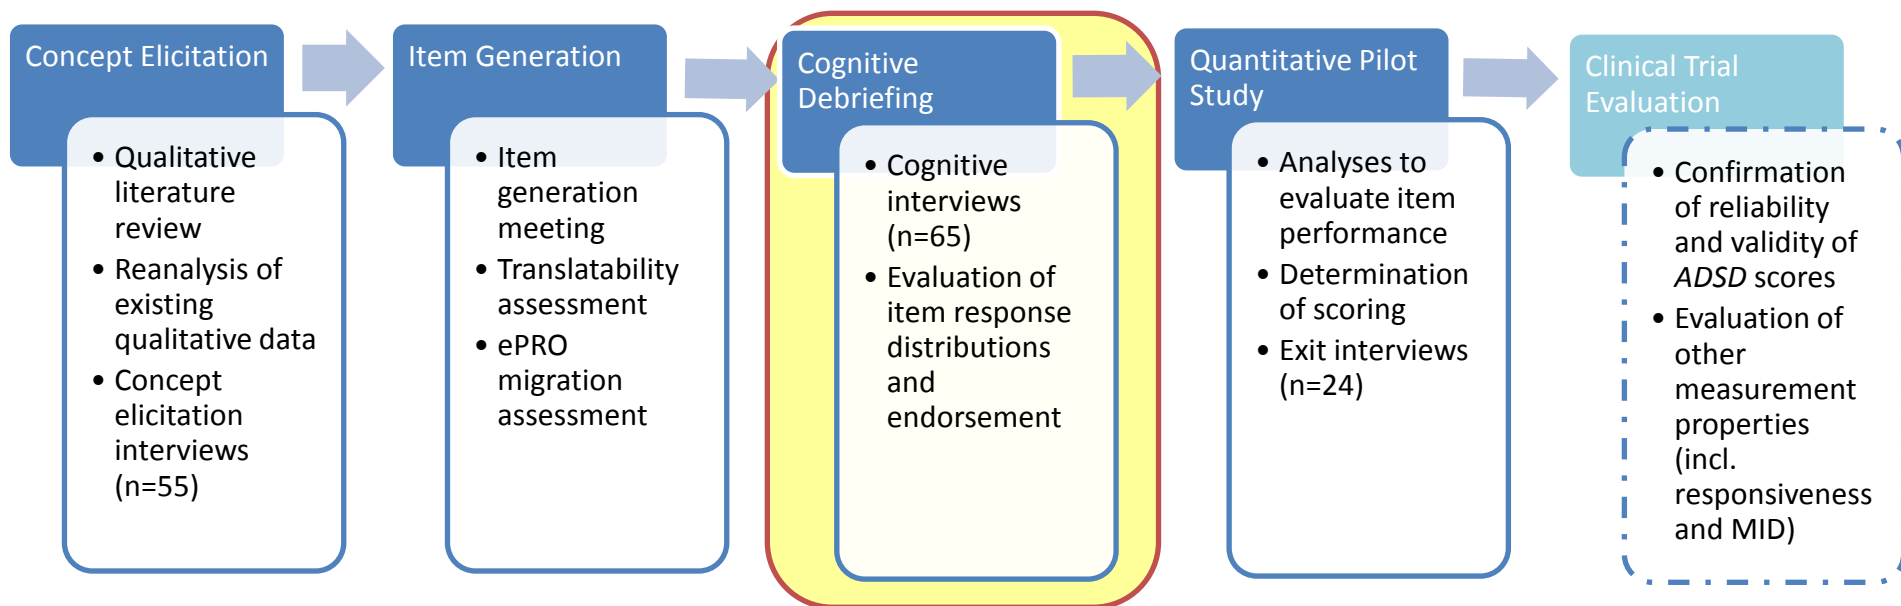 Concept Elicitation
• Qualitative
literature
review
• Reanalysis of
existing
qualitative data
• Concept
elicitation
interviews
(n=55)
Item Generation
• Item
generation
meeting
• Translatability
assessment
• ePRO
migration
assessment
Cognitive
Debriefing
• Cognitive
interviews
(n=65)
• Evaluation of
item response
distributions
and
endorsement
Quantitative Pilot
Study
• Analyses to
evaluate item
performance
• Determination
of scoring
• Exit interviews
(n=24)
Clinical Trial
Evaluation
• Confirmation
of reliability
and validity of
ADSD scores
• Evaluation of
other
measurement
properties
(incl.
responsiveness
and MID)